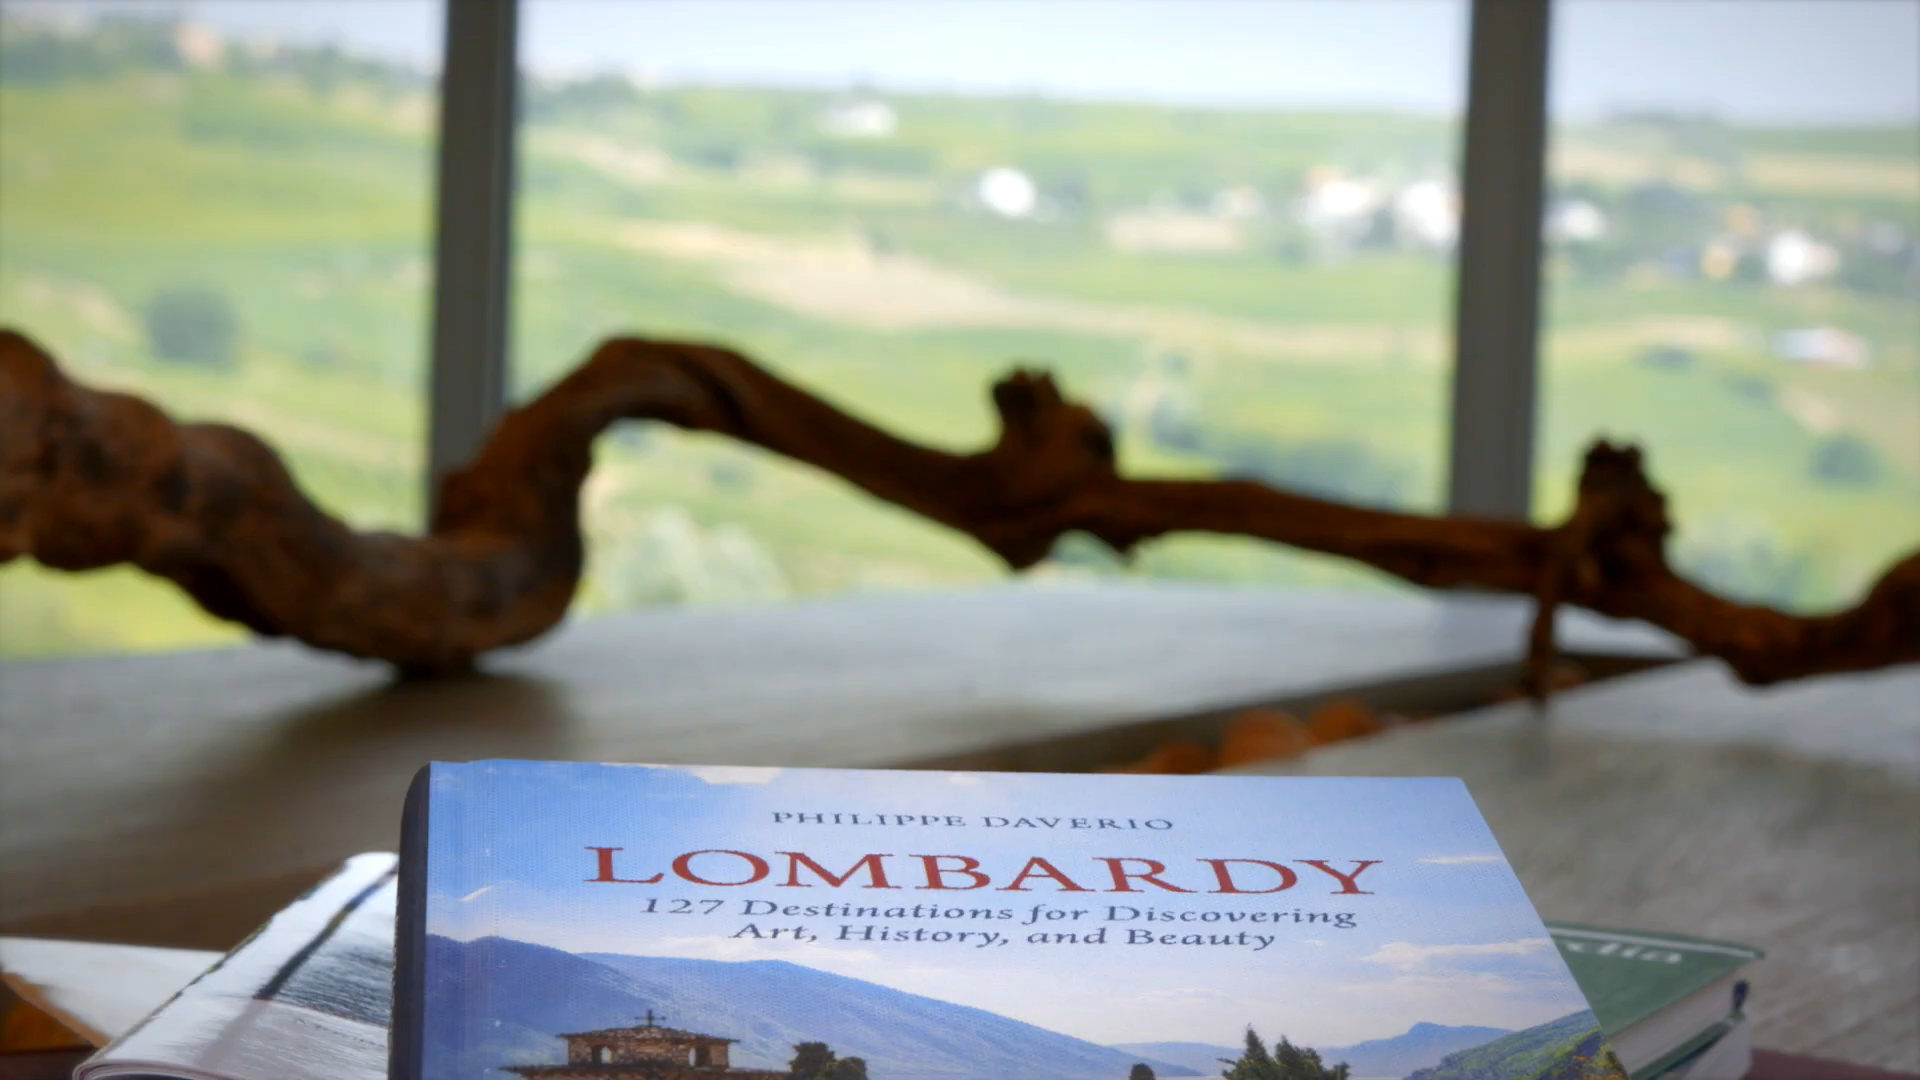 PHILIPPE DAVERIO
LOMBARDY
127 Destinations for Discovering
Art, History, and Beauty